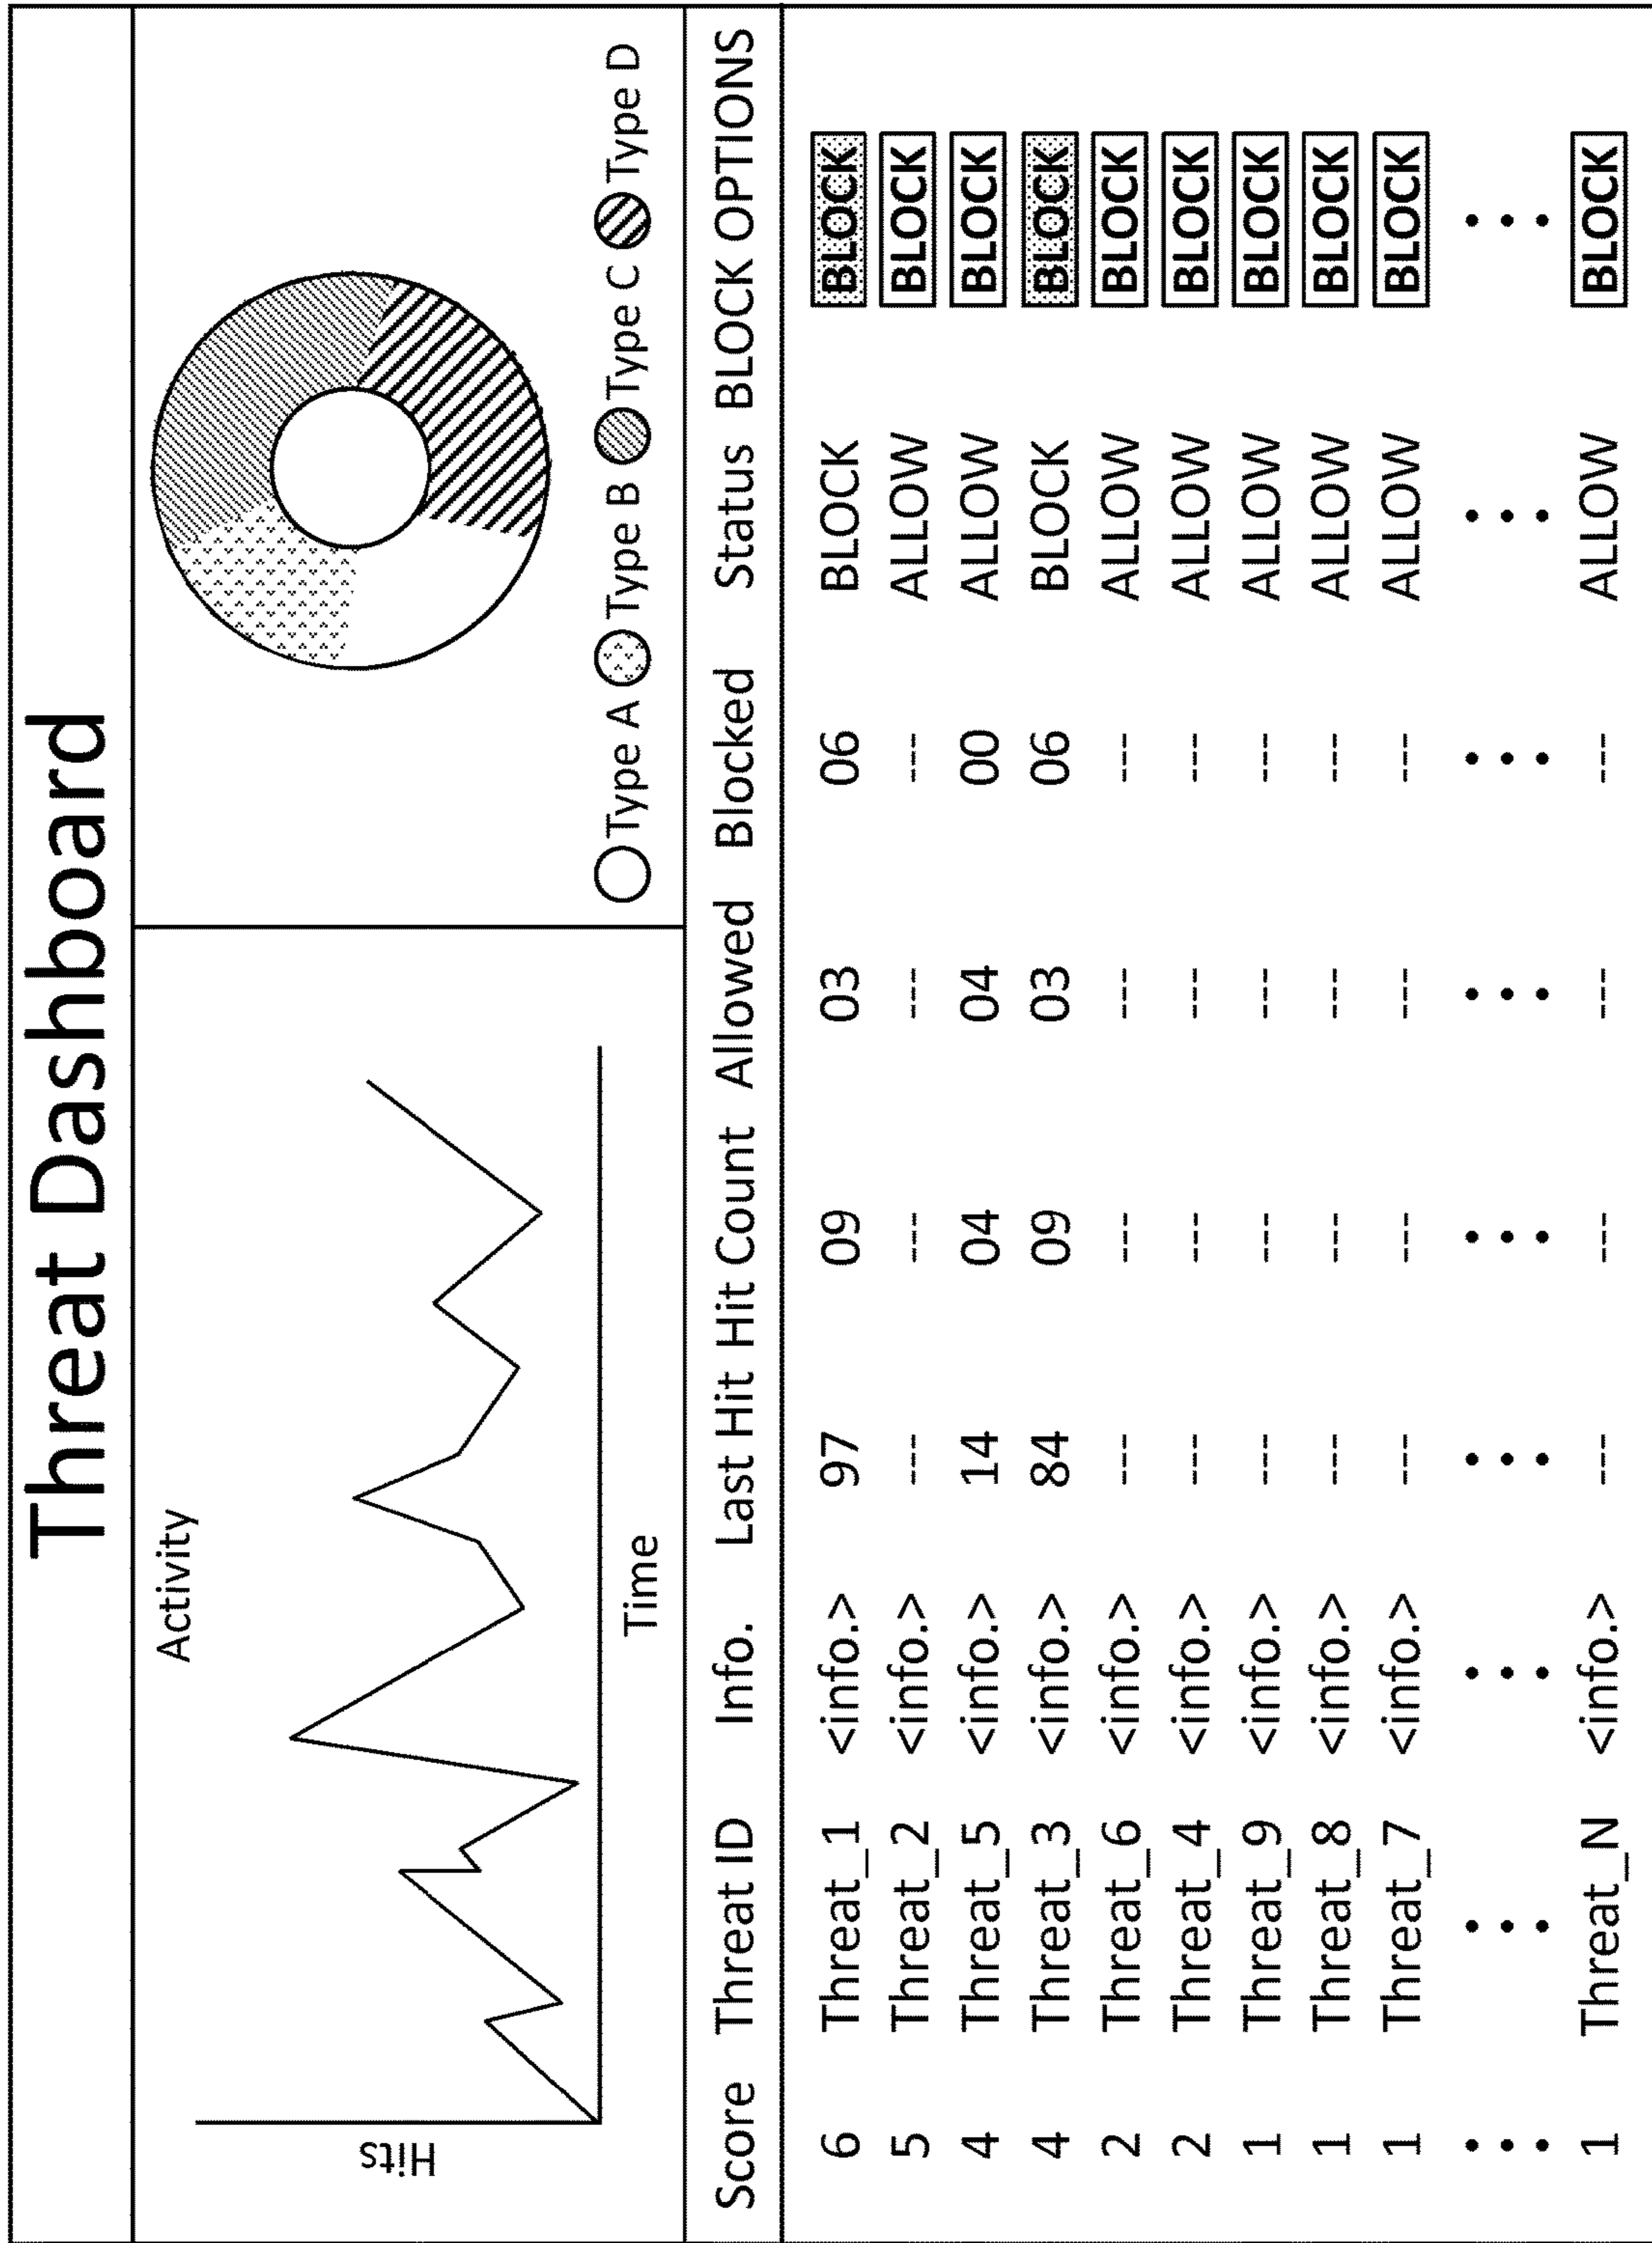 Threat Dashboard
Activity
Hits
Time
Type A Type B Type C Type D
Score Threat ID Info. Last Hit Hit Count Allowed Blocked Status BLOCK OPTIONS
6 Threat_1 <info.> 97 09 03 06 BLOCK BLOCK
5 Threat_2 <info.> --- --- --- --- ALLOW BLOCK
4 Threat_5 <info.> 14 04 04 00 ALLOW BLOCK
4 Threat_3 <info.> 84 09 03 06 BLOCK BLOCK
2 Threat_6 <info.> --- --- --- --- ALLOW BLOCK
2 Threat_4 <info.> --- --- --- --- ALLOW BLOCK
1 Threat_9 <info.> --- --- --- --- ALLOW BLOCK
1 Threat_8 <info.> --- --- --- --- ALLOW BLOCK
1 Threat_7 <info.> --- --- --- --- ALLOW BLOCK
1 Threat_N <info.> --- --- --- --- ALLOW BLOCK